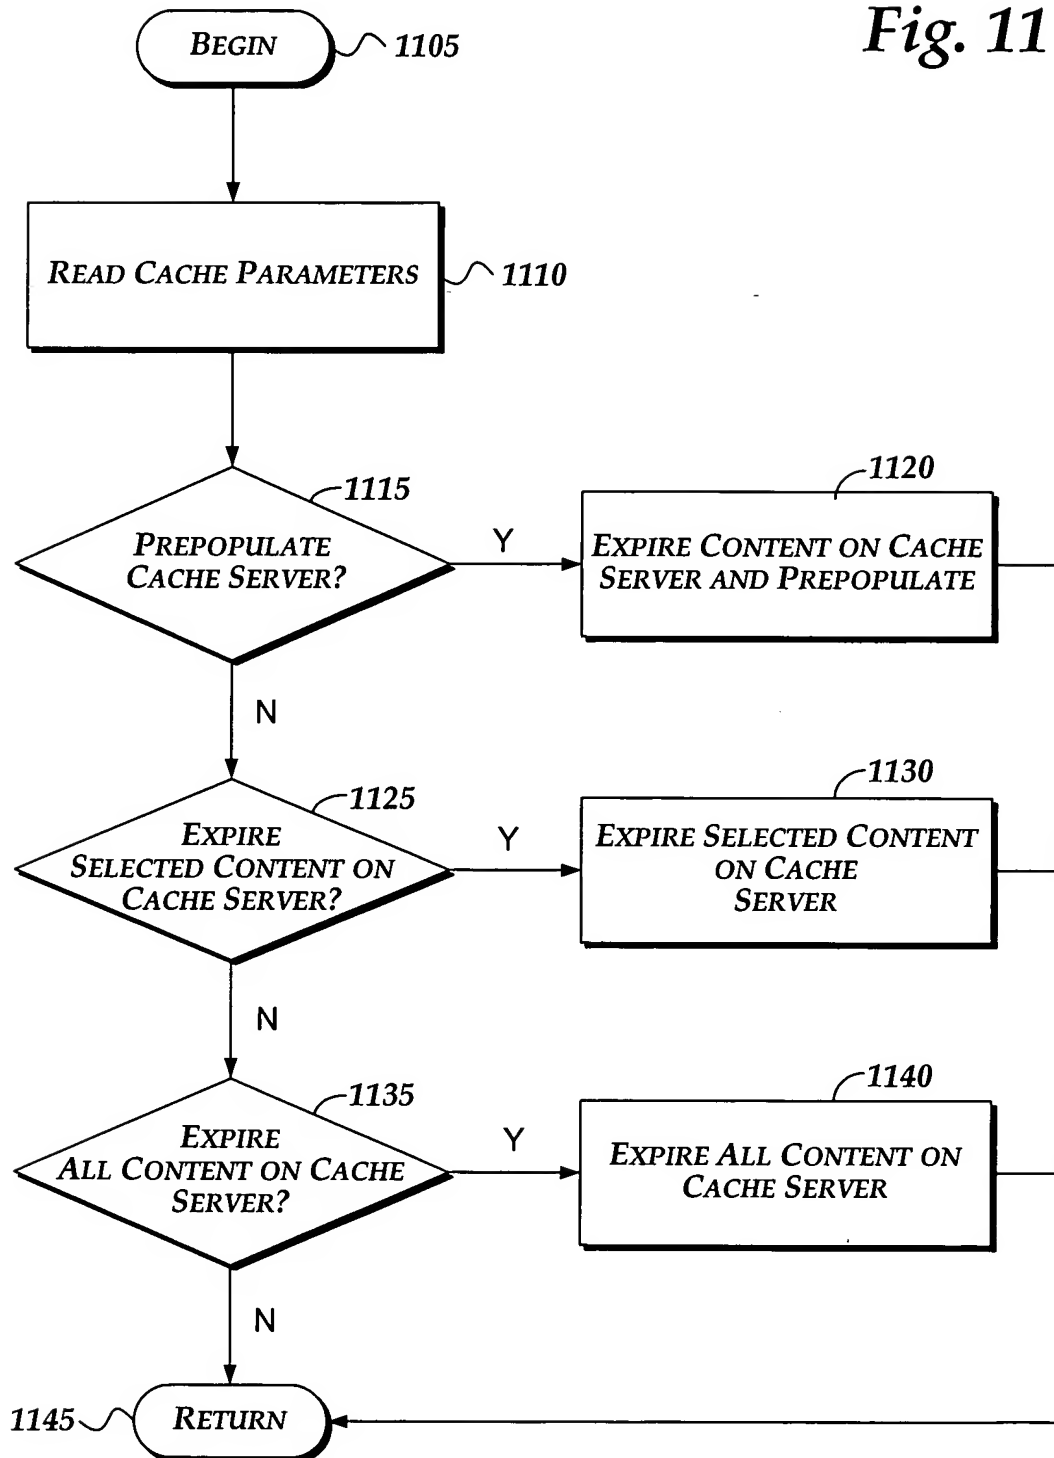 Fig. 11
BEGIN
1105
READ CACHE PARAMETERS
1110
1115
PREPOPULATE
CACHE SERVER?
Y
1120
EXPIRE CONTENT ON CACHE
SERVER AND PREPOPULATE
N
1125
EXPIRE
SELECTED CONTENT ON
CACHE SERVER?
Y
1130
EXPIRE SELECTED CONTENT
ON CACHE
SERVER
N
1135
EXPIRE
ALL CONTENT ON CACHE
SERVER?
Y
1140
EXPIRE ALL CONTENT ON
CACHE SERVER
N
1145
RETURN